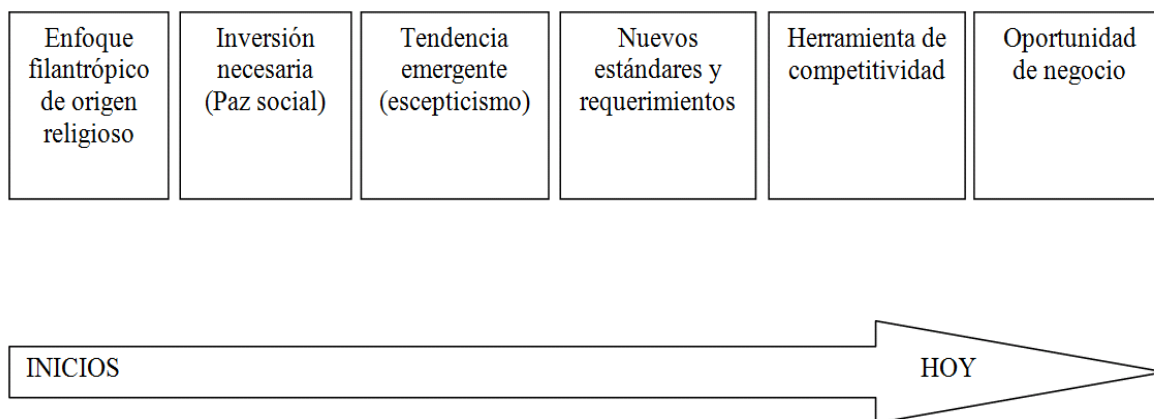 Enfoque
filantrópico
de origen
religioso
Inversión
necesaria
(Paz social)
Tendencia
emergente
(escepticismo)
Nuevos
estándares y
requerimientos
Herramienta de
competitividad
Oportunidad
de negocio
INICIOS
HOY